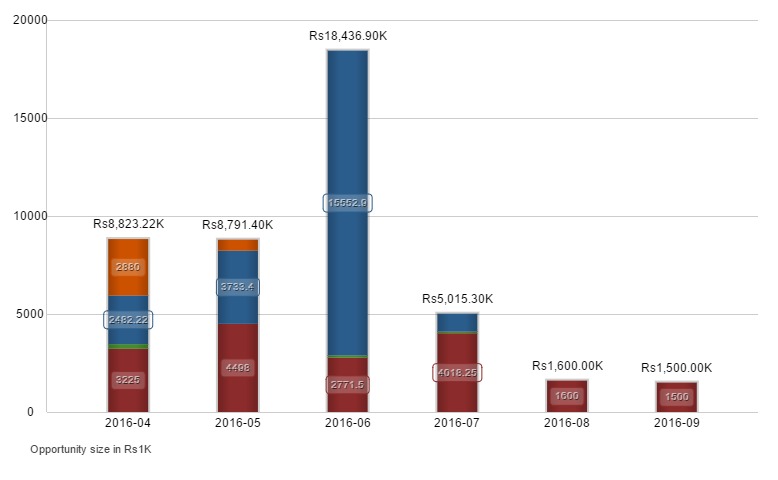 20000
Rs18,436.90K
15000
15552.9
10000
Rs8,823.22K
Rs8,791.40K
2880
3733.4
5000
2482.22
Rs5,015.30K
3225
4498
2771.5
4018.25
Rs1,600.00K
Rs1,500.00K
1600
1500
0
2016-04 2016-05 2016-06 2016-07 2016-08 2016-09
Opportunity size in Rs1K